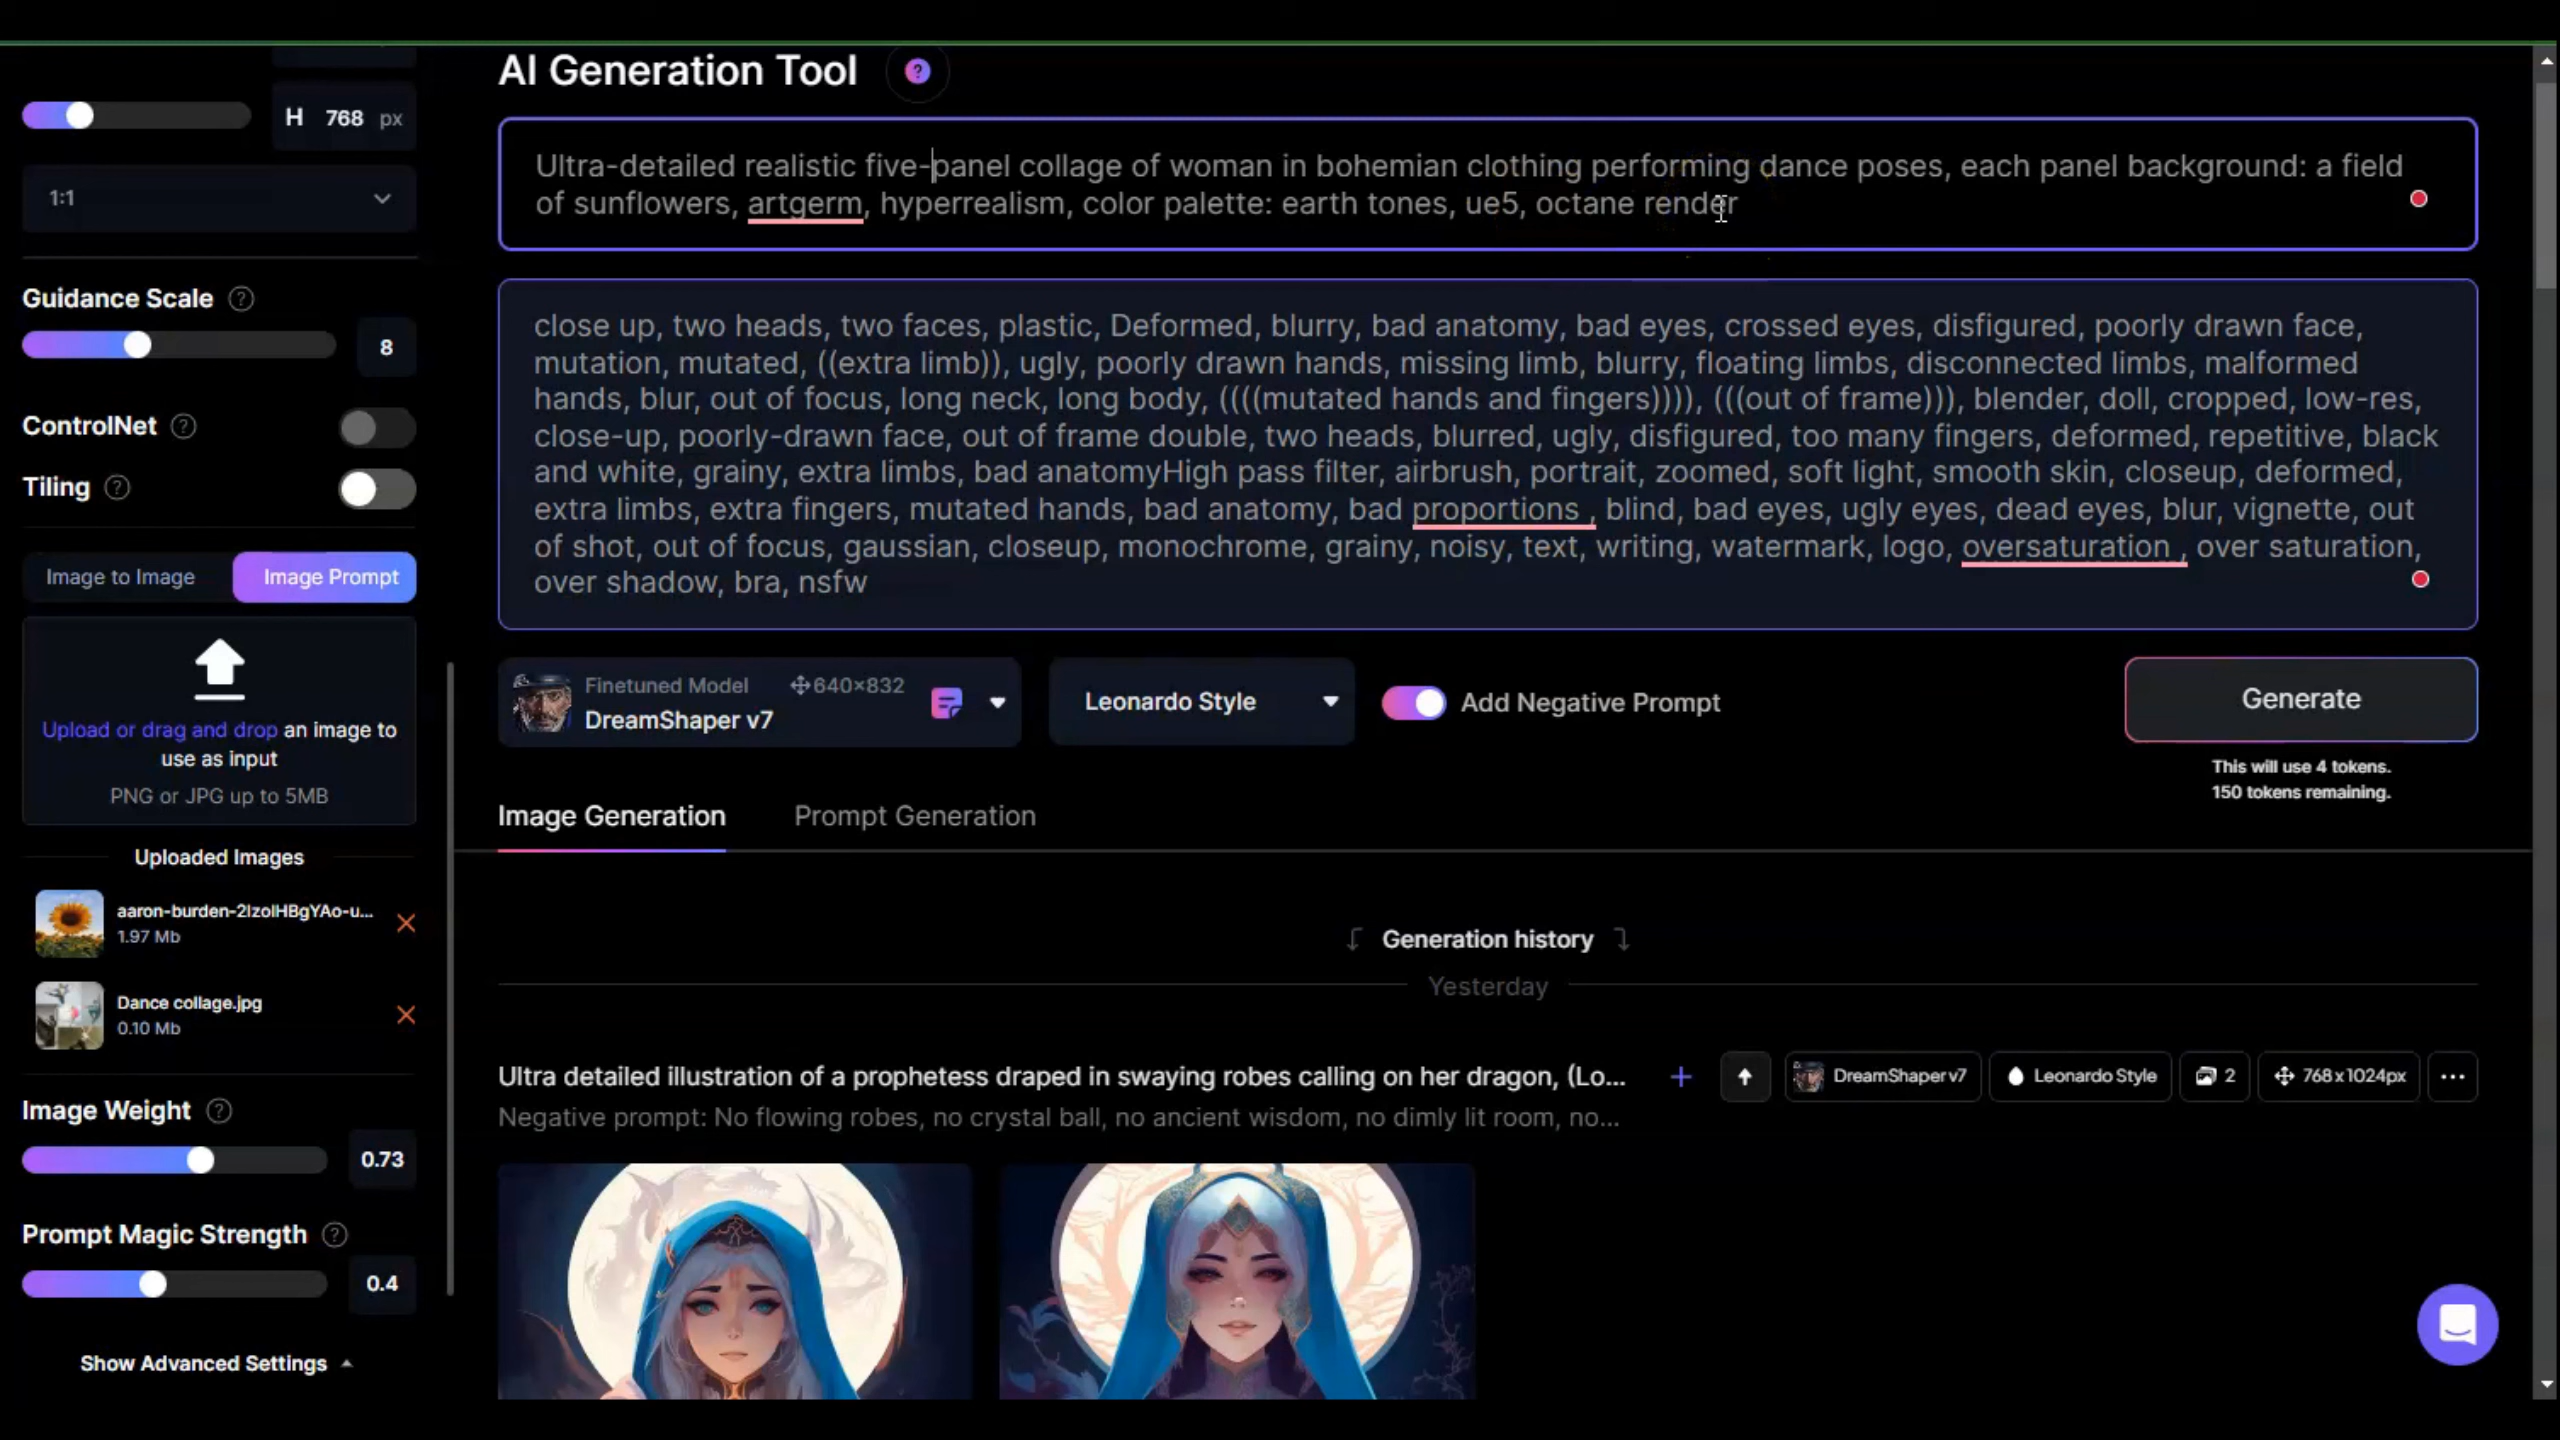 AI Generation Tool ?
H 768 px
1:1
Guidance Scale ?
8
ControlNet ?
Tiling ?
Image to Image Image Prompt
Upload or drag and drop an image to
use as input
PNG or JPG up to 5MB
Uploaded Images
aaron-burden-2IzolHBgYAo-u...
1.97 Mb
Dance collage.jpg
0.10 Mb
Image Weight ?
0.73
Prompt Magic Strength ?
0.4
Show Advanced Settings
Ultra-detailed realistic five-panel collage of woman in bohemian clothing performing dance poses, each panel background: a field
of sunflowers, artgerm, hyperrealism, color palette: earth tones, ue5, octane render
close up, two heads, two faces, plastic, Deformed, blurry, bad anatomy, bad eyes, crossed eyes, disfigured, poorly drawn face,
mutation, mutated, ((extra limb)), ugly, poorly drawn hands, missing limb, blurry, floating limbs, disconnected limbs, malformed
hands, blur, out of focus, long neck, long body, ((((mutated hands and fingers)))), (((out of frame))), blender, doll, cropped, low-res,
close-up, poorly-drawn face, out of frame double, two heads, blurred, ugly, disfigured, too many fingers, deformed, repetitive, black
and white, grainy, extra limbs, bad anatomyHigh pass filter, airbrush, portrait, zoomed, soft light, smooth skin, closeup, deformed,
extra limbs, extra fingers, mutated hands, bad anatomy, bad proportions , blind, bad eyes, ugly eyes, dead eyes, blur, vignette, out
of shot, out of focus, gaussian, closeup, monochrome, grainy, noisy, text, writing, watermark, logo, oversaturation , over saturation,
over shadow, bra, nsfw
Finetuned Model 640×832
DreamShaper v7
Leonardo Style
Add Negative Prompt
Generate
This will use 4 tokens.
150 tokens remaining.
Image Generation Prompt Generation
Generation history
Yesterday
Ultra detailed illustration of a prophetess draped in swaying robes calling on her dragon, (Lo...
DreamShaper v7 Leonardo Style 2 768x1024px ...
Negative prompt: No flowing robes, no crystal ball, no ancient wisdom, no dimly lit room, no...